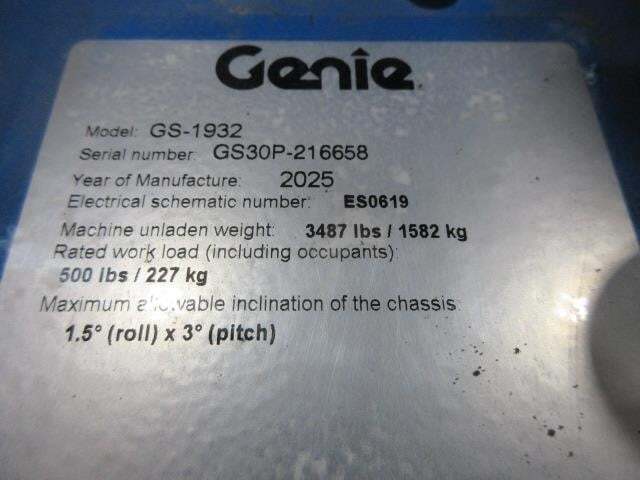 Genie
Model: GS-1932
Serial number: GS30P-216658
Year of Manufacture: 2025
Electrical schematic number: ES0619
Machine unladen weight: 3487 lbs / 1582 kg
Rated work load (including occupants):
500 lbs / 227 kg
Maximum allowable inclination of the chassis:
1.5° (roll) x 3° (pitch)